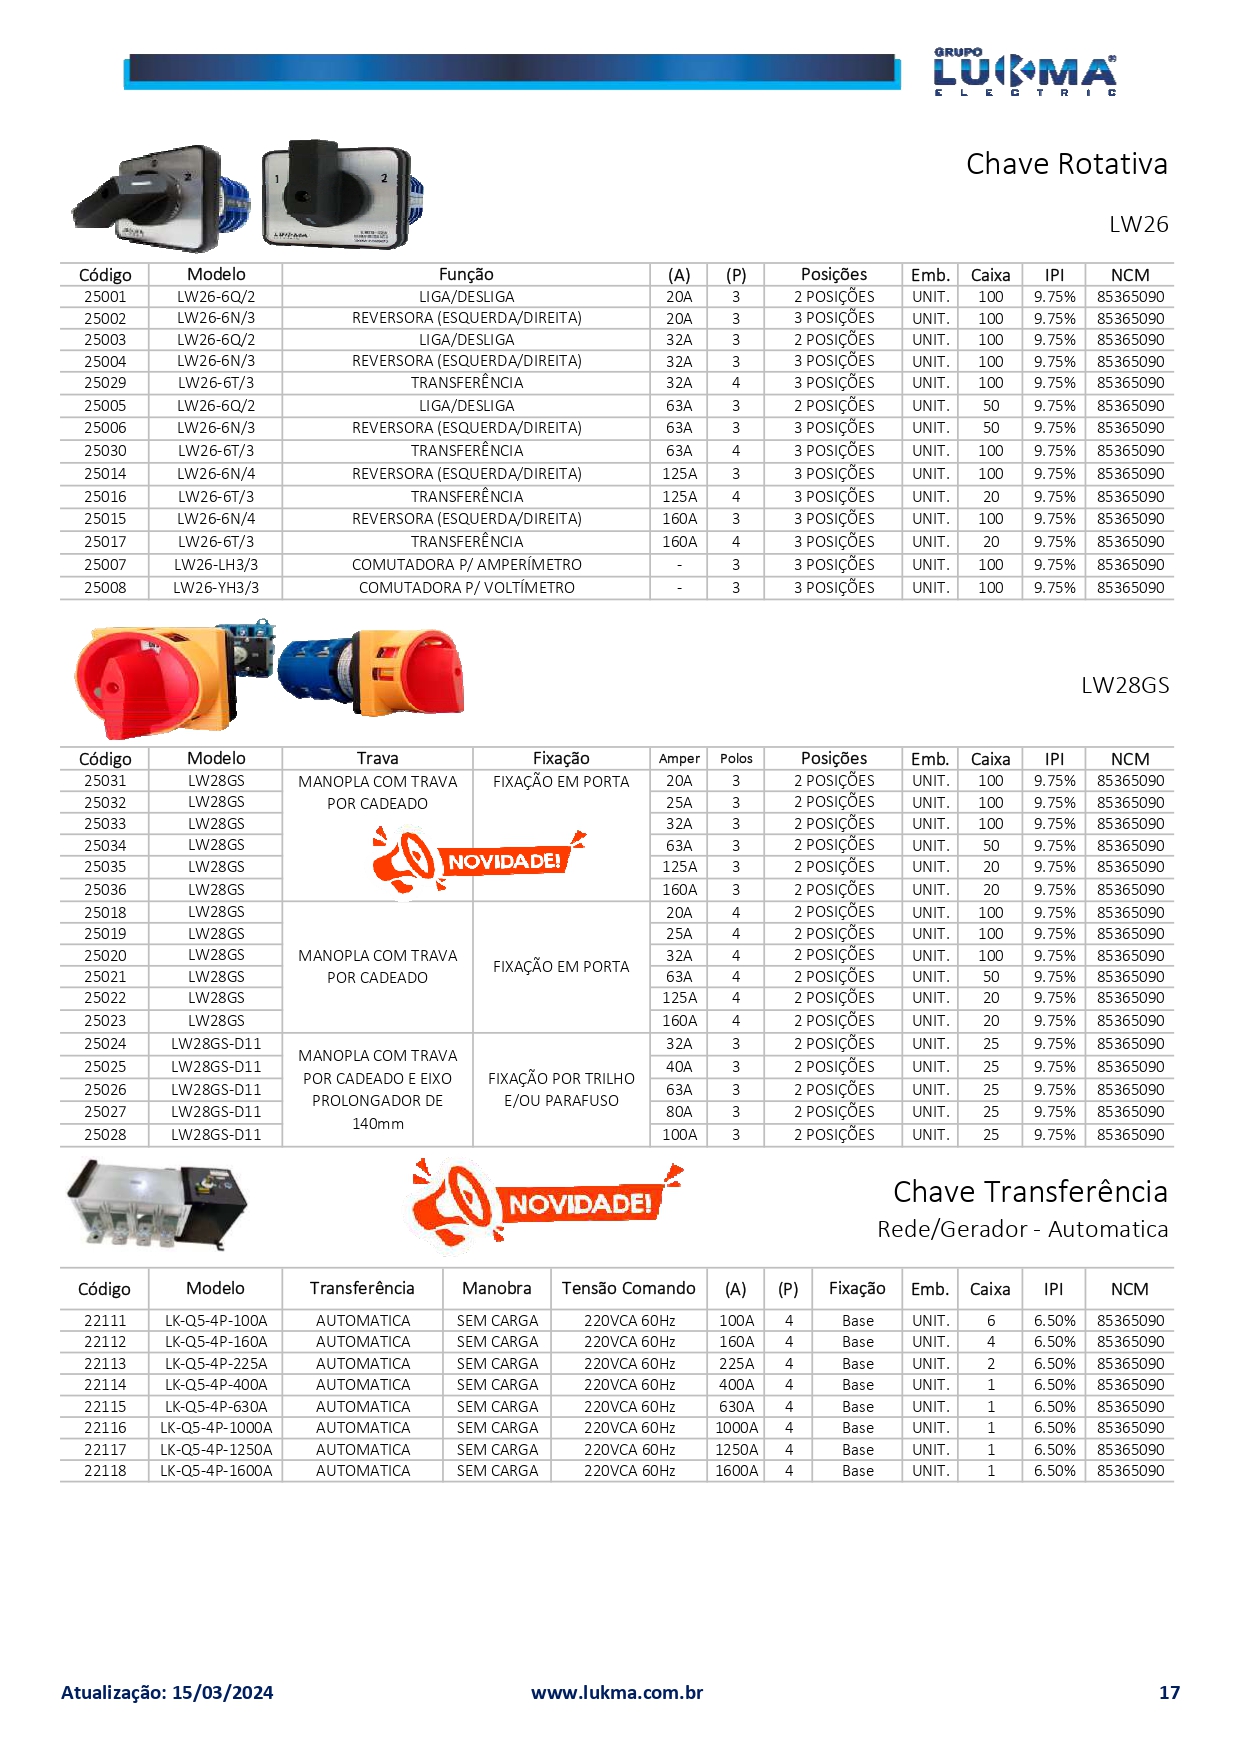 GRUPO
LUKMA
ELECTRIC
Chave Rotativa
LW26
Código Modelo Função (A) (P) Posições Emb. Caixa IPI NCM
25001 LW26-6Q/2 LIGA/DESLIGA 20A 3 2 POSIÇÕES UNIT. 100 9.75% 85365090
25002 LW26-6N/3 REVERSORA (ESQUERDA/DIREITA) 20A 3 3 POSIÇÕES UNIT. 100 9.75% 85365090
25003 LW26-6Q/2 LIGA/DESLIGA 32A 3 2 POSIÇÕES UNIT. 100 9.75% 85365090
25004 LW26-6N/3 REVERSORA (ESQUERDA/DIREITA) 32A 3 3 POSIÇÕES UNIT. 100 9.75% 85365090
25029 LW26-6T/3 TRANSFERÊNCIA 32A 4 3 POSIÇÕES UNIT. 100 9.75% 85365090
25005 LW26-6Q/2 LIGA/DESLIGA 63A 3 2 POSIÇÕES UNIT. 50 9.75% 85365090
25006 LW26-6N/3 REVERSORA (ESQUERDA/DIREITA) 63A 3 3 POSIÇÕES UNIT. 50 9.75% 85365090
25030 LW26-6T/3 TRANSFERÊNCIA 63A 4 3 POSIÇÕES UNIT. 100 9.75% 85365090
25014 LW26-6N/4 REVERSORA (ESQUERDA/DIREITA) 125A 3 3 POSIÇÕES UNIT. 100 9.75% 85365090
25016 LW26-6T/3 TRANSFERÊNCIA 125A 4 3 POSIÇÕES UNIT. 20 9.75% 85365090
25015 LW26-6N/4 REVERSORA (ESQUERDA/DIREITA) 160A 3 3 POSIÇÕES UNIT. 100 9.75% 85365090
25017 LW26-6T/3 TRANSFERÊNCIA 160A 4 3 POSIÇÕES UNIT. 20 9.75% 85365090
25007 LW26-LH3/3 COMUTADORA P/ AMPERÍMETRO - 3 3 POSIÇÕES UNIT. 100 9.75% 85365090
25008 LW26-YH3/3 COMUTADORA P/ VOLTÍMETRO - 3 3 POSIÇÕES UNIT. 100 9.75% 85365090
LW28GS
Código Modelo Trava Fixação Amper Polos Posições Emb. Caixa IPI NCM
25031 LW28GS MANOPLA COM TRAVA FIXAÇÃO EM PORTA 20A 3 2 POSIÇÕES UNIT. 100 9.75% 85365090
25032 LW28GS POR CADEADO 25A 3 2 POSIÇÕES UNIT. 100 9.75% 85365090
25033 LW28GS 32A 3 2 POSIÇÕES UNIT. 100 9.75% 85365090
25034 LW28GS 63A 3 2 POSIÇÕES UNIT. 50 9.75% 85365090
NOVIDADE!
25035 LW28GS 125A 3 2 POSIÇÕES UNIT. 20 9.75% 85365090
25036 LW28GS 160A 3 2 POSIÇÕES UNIT. 20 9.75% 85365090
25018 LW28GS 20A 4 2 POSIÇÕES UNIT. 100 9.75% 85365090
25019 LW28GS 25A 4 2 POSIÇÕES UNIT. 100 9.75% 85365090
25020 LW28GS MANOPLA COM TRAVA 32A 4 2 POSIÇÕES UNIT. 100 9.75% 85365090
FIXAÇÃO EM PORTA
25021 LW28GS POR CADEADO 63A 4 2 POSIÇÕES UNIT. 50 9.75% 85365090
25022 LW28GS 125A 4 2 POSIÇÕES UNIT. 20 9.75% 85365090
25023 LW28GS 160A 4 2 POSIÇÕES UNIT. 20 9.75% 85365090
25024 LW28GS-D11 32A 3 2 POSIÇÕES UNIT. 25 9.75% 85365090
MANOPLA COM TRAVA
25025 LW28GS-D11 40A 3 2 POSIÇÕES UNIT. 25 9.75% 85365090
POR CADEADO E EIXO FIXAÇÃO POR TRILHO
25026 LW28GS-D11 63A 3 2 POSIÇÕES UNIT. 25 9.75% 85365090
PROLONGADOR DE E/OU PARAFUSO
25027 LW28GS-D11 80A 3 2 POSIÇÕES UNIT. 25 9.75% 85365090
140mm
25028 LW28GS-D11 100A 3 2 POSIÇÕES UNIT. 25 9.75% 85365090
NOVIDADE!
Chave Transferência
Rede/Gerador - Automatica
Código Modelo Transferência Manobra Tensão Comando (A) (P) Fixação Emb. Caixa IPI NCM
22111 LK-Q5-4P-100A AUTOMATICA SEM CARGA 220VCA 60Hz 100A 4 Base UNIT. 6 6.50% 85365090
22112 LK-Q5-4P-160A AUTOMATICA SEM CARGA 220VCA 60Hz 160A 4 Base UNIT. 4 6.50% 85365090
22113 LK-Q5-4P-225A AUTOMATICA SEM CARGA 220VCA 60Hz 225A 4 Base UNIT. 2 6.50% 85365090
22114 LK-Q5-4P-400A AUTOMATICA SEM CARGA 220VCA 60Hz 400A 4 Base UNIT. 1 6.50% 85365090
22115 LK-Q5-4P-630A AUTOMATICA SEM CARGA 220VCA 60Hz 630A 4 Base UNIT. 1 6.50% 85365090
22116 LK-Q5-4P-1000A AUTOMATICA SEM CARGA 220VCA 60Hz 1000A 4 Base UNIT. 1 6.50% 85365090
22117 LK-Q5-4P-1250A AUTOMATICA SEM CARGA 220VCA 60Hz 1250A 4 Base UNIT. 1 6.50% 85365090
22118 LK-Q5-4P-1600A AUTOMATICA SEM CARGA 220VCA 60Hz 1600A 4 Base UNIT. 1 6.50% 85365090
Atualização: 15/03/2024 www.lukma.com.br 17